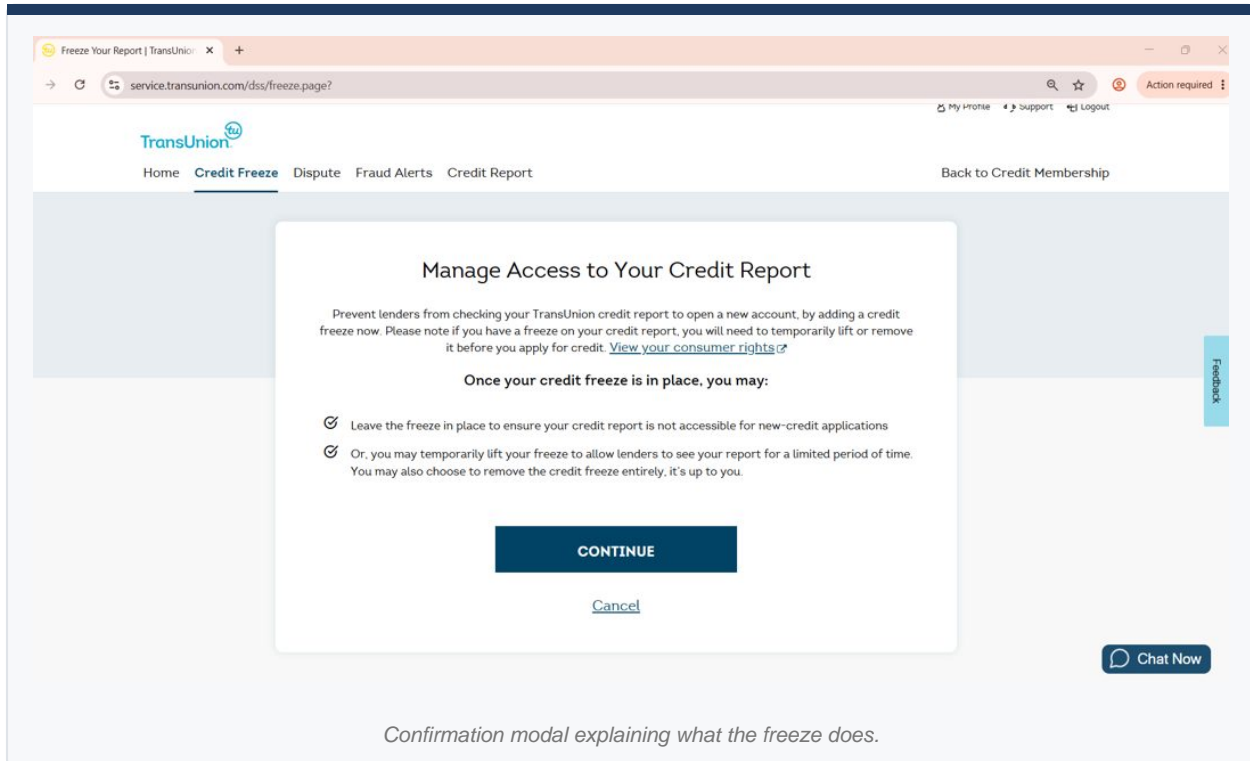 Freeze Your Report | TransUnion
service.transunion.com/dss/freeze.page?
Action required
My Profile Support Logout
TransUnion tu
Home Credit Freeze Dispute Fraud Alerts Credit Report Back to Credit Membership
Manage Access to Your Credit Report
Prevent lenders from checking your TransUnion credit report to open a new account, by adding a credit
freeze now. Please note if you have a freeze on your credit report, you will need to temporarily lift or remove
it before you apply for credit. View your consumer rights
Once your credit freeze is in place, you may:
Leave the freeze in place to ensure your credit report is not accessible for new-credit applications
Or, you may temporarily lift your freeze to allow lenders to see your report for a limited period of time.
You may also choose to remove the credit freeze entirely, it's up to you.
CONTINUE
Cancel
Feedback
Chat Now
Confirmation modal explaining what the freeze does.